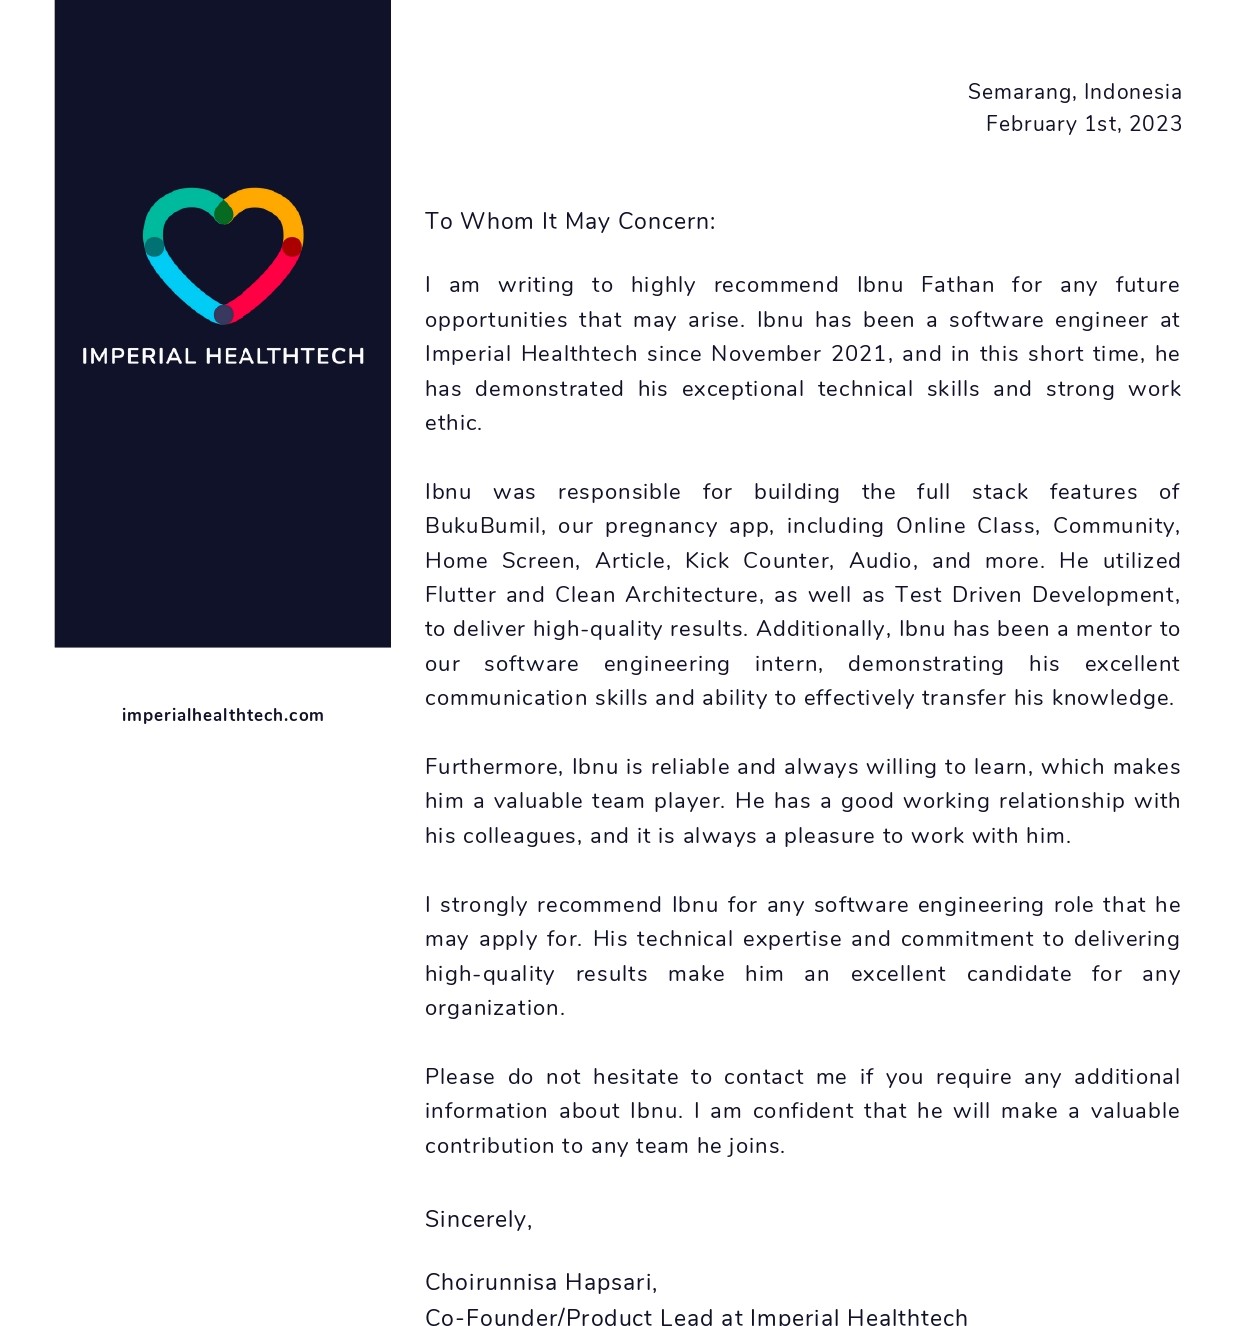 IMPERIAL HEALTHTECH
imperialhealthtech.com
Semarang, Indonesia
February 1st, 2023
To Whom It May Concern:
I am writing to highly recommend Ibnu Fathan for any future
opportunities that may arise. Ibnu has been a software engineer at
Imperial Healthtech since November 2021, and in this short time, he
has demonstrated his exceptional technical skills and strong work
ethic.
Ibnu was responsible for building the full stack features of
BukuBumil, our pregnancy app, including Online Class, Community,
Home Screen, Article, Kick Counter, Audio, and more. He utilized
Flutter and Clean Architecture, as well as Test Driven Development,
to deliver high-quality results. Additionally, Ibnu has been a mentor to
our software engineering intern, demonstrating his excellent
communication skills and ability to effectively transfer his knowledge.
Furthermore, Ibnu is reliable and always willing to learn, which makes
him a valuable team player. He has a good working relationship with
his colleagues, and it is always a pleasure to work with him.
I strongly recommend Ibnu for any software engineering role that he
may apply for. His technical expertise and commitment to delivering
high-quality results make him an excellent candidate for any
organization.
Please do not hesitate to contact me if you require any additional
information about Ibnu. I am confident that he will make a valuable
contribution to any team he joins.
Sincerely,
Choirunnisa Hapsari,
Co-Founder/Product Lead at Imperial Healthtech